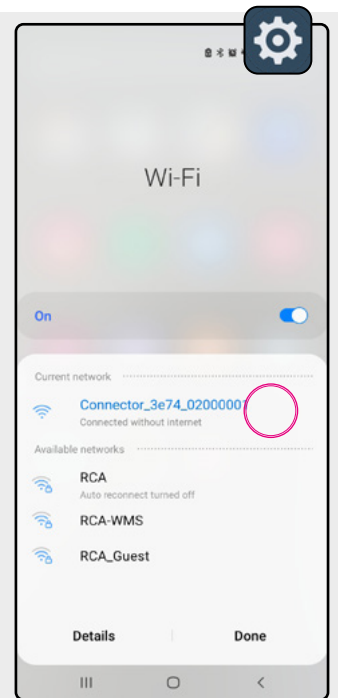 Wi-Fi
On
Current network
Connector_3e74_02000001
Connected without internet
Available networks
RCA
Auto reconnect turned off
RCA-WMS
RCA_Guest
Details
Done